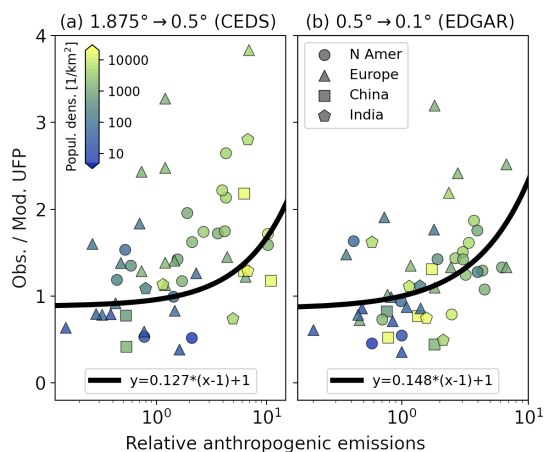 (a) 1.875° → 0.5° (CEDS)
(b) 0.5° → 0.1° (EDGAR)
Obs. / Mod. UFP
4
3
2
1
0
Popul. dens. [1/km²]
10000
1000
100
10
N Amer
Europe
China
India
y=0.127*(x-1)+1
y=0.148*(x-1)+1
10⁰
10¹
10⁰
10¹
Relative anthropogenic emissions